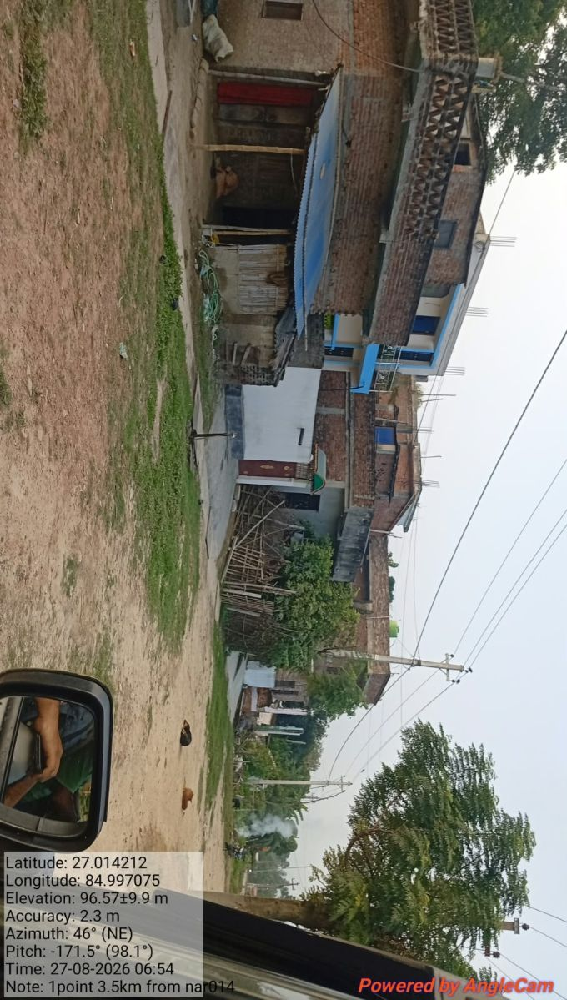 Latitude: 27.014212
Longitude: 84.997075
Elevation: 96.57±9.9 m
Accuracy: 2.3 m
Azimuth: 46° (NE)
Pitch: -171.5° (98.1°)
Time: 27-08-2026 06:54
Note: 1point 3.5km from nar014
Powered by AngleCam